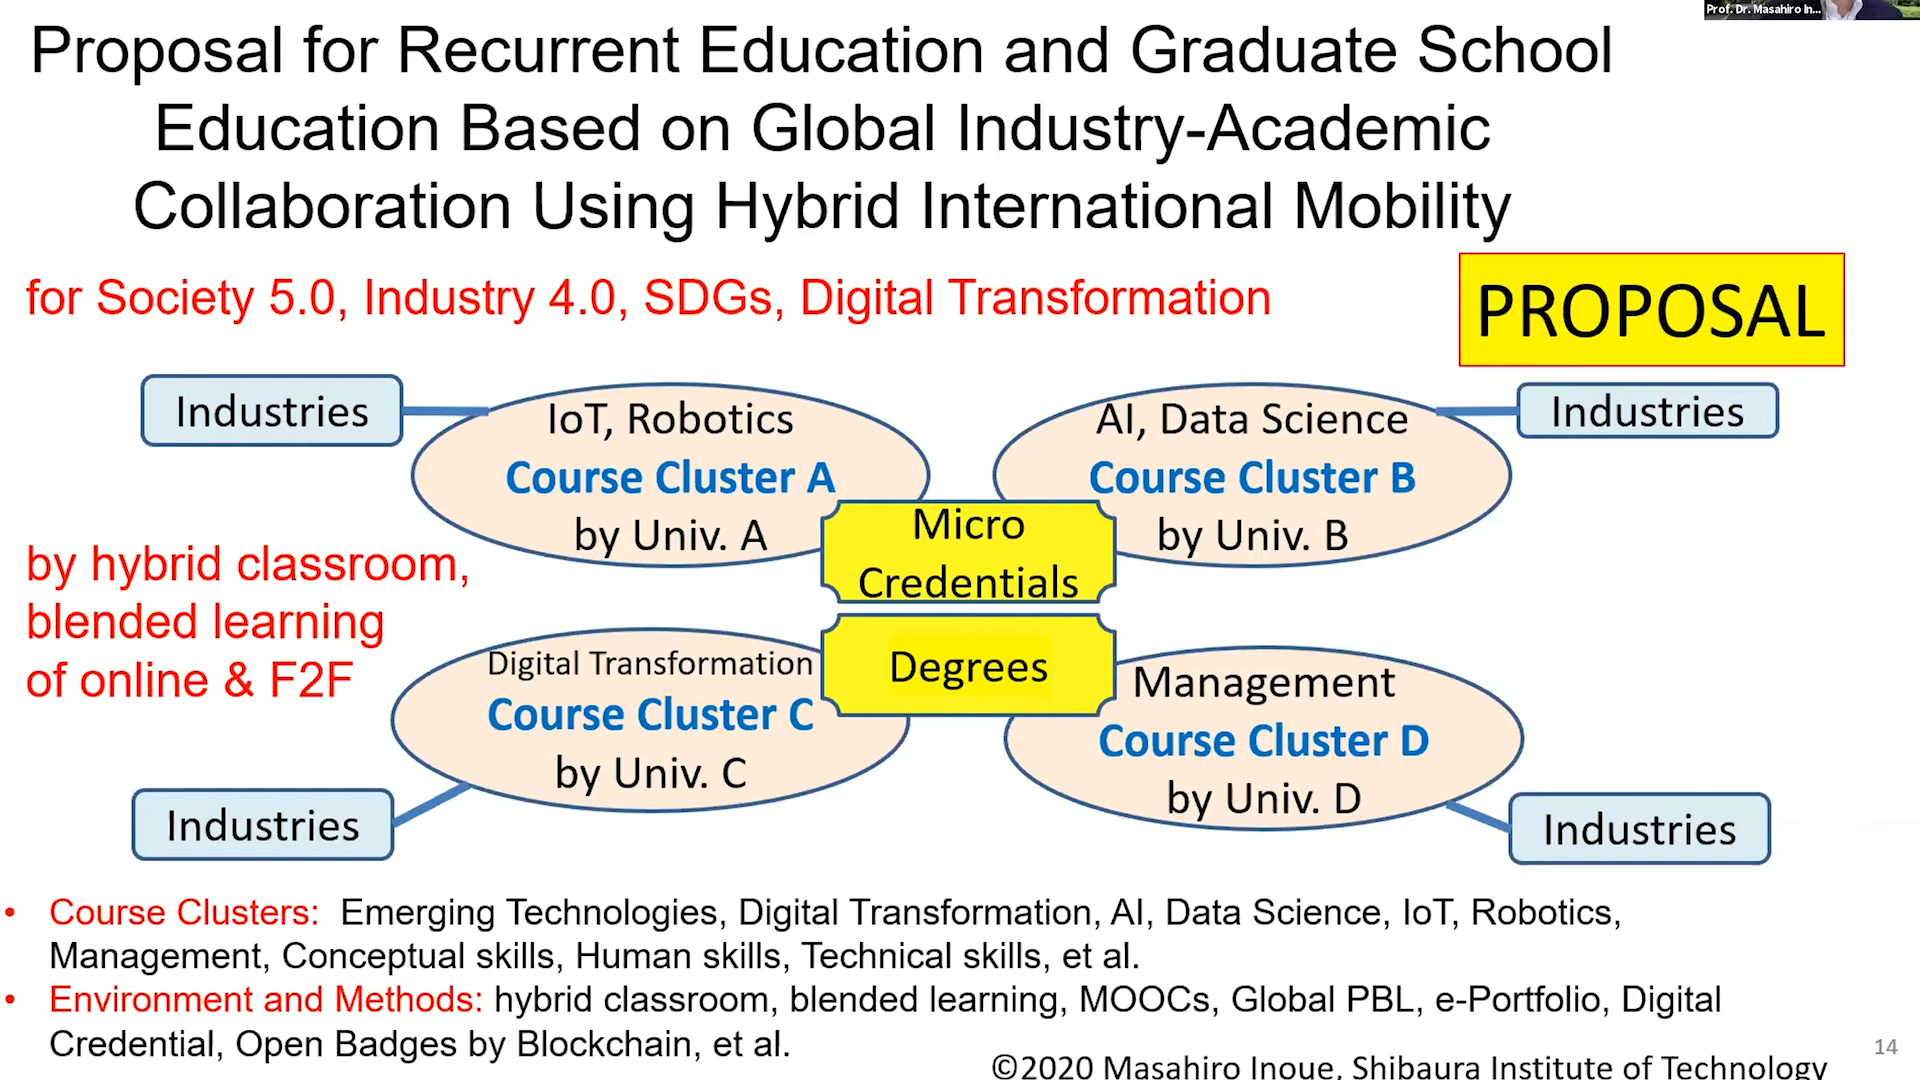 Prof. Dr. Masahiro In...
Proposal for Recurrent Education and Graduate School
Education Based on Global Industry-Academic
Collaboration Using Hybrid International Mobility
for Society 5.0, Industry 4.0, SDGs, Digital Transformation
PROPOSAL
Industries
IoT, Robotics
Course Cluster A
by Univ. A
AI, Data Science
Course Cluster B
by Univ. B
Industries
Micro
Credentials
by hybrid classroom,
blended learning
of online & F2F
Degrees
Digital Transformation
Course Cluster C
by Univ. C
Management
Course Cluster D
by Univ. D
Industries
Industries
• Course Clusters: Emerging Technologies, Digital Transformation, AI, Data Science, IoT, Robotics,
Management, Conceptual skills, Human skills, Technical skills, et al.
• Environment and Methods: hybrid classroom, blended learning, MOOCs, Global PBL, e-Portfolio, Digital
Credential, Open Badges by Blockchain, et al.
14
©2020 Masahiro Inoue, Shibaura Institute of Technology